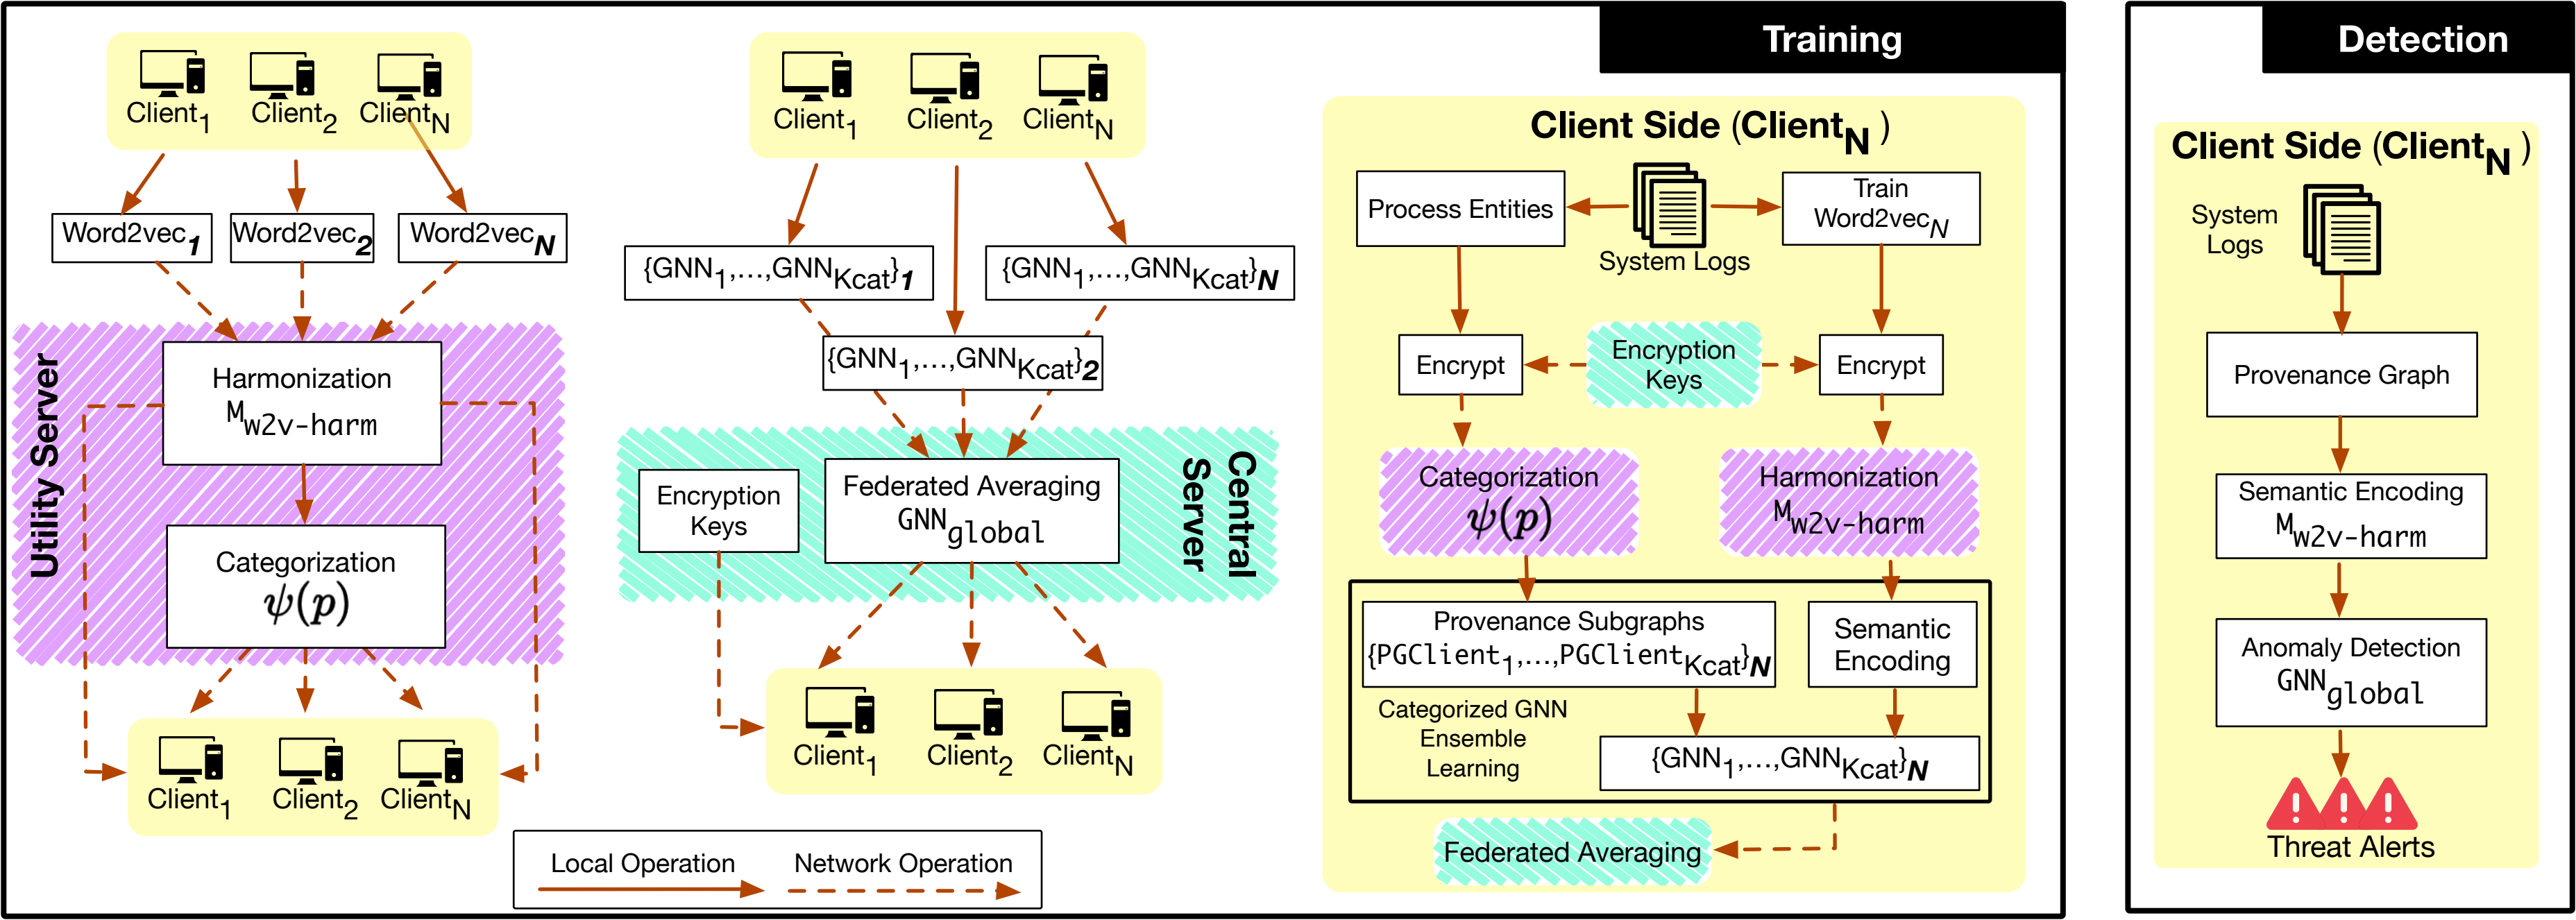 Training
Client1
Client2
ClientN
Word2vec1
Word2vec2
Word2vecN
Utility Server
Harmonization
Mw2v-harm
Categorization
ψ(p)
Client1
Client2
ClientN
Client1
Client2
ClientN
{GNN1,...,GNNKcat}1
{GNN1,...,GNNKcat}N
{GNN1,...,GNNKcat}2
Central
Server
Encryption
Keys
Federated Averaging
GNNglobal
Client1
Client2
ClientN
Local Operation
Network Operation
Client Side (ClientN )
Process Entities
System Logs
Train
Word2vecN
Encrypt
Encryption
Keys
Encrypt
Categorization
ψ(p)
Harmonization
Mw2v-harm
Provenance Subgraphs
{PGClient1,...,PGClientKcat}N
Semantic
Encoding
Categorized GNN
Ensemble
Learning
{GNN1,...,GNNKcat}N
Federated Averaging
Detection
Client Side (ClientN )
System
Logs
Provenance Graph
Semantic Encoding
Mw2v-harm
Anomaly Detection
GNNglobal
Threat Alerts